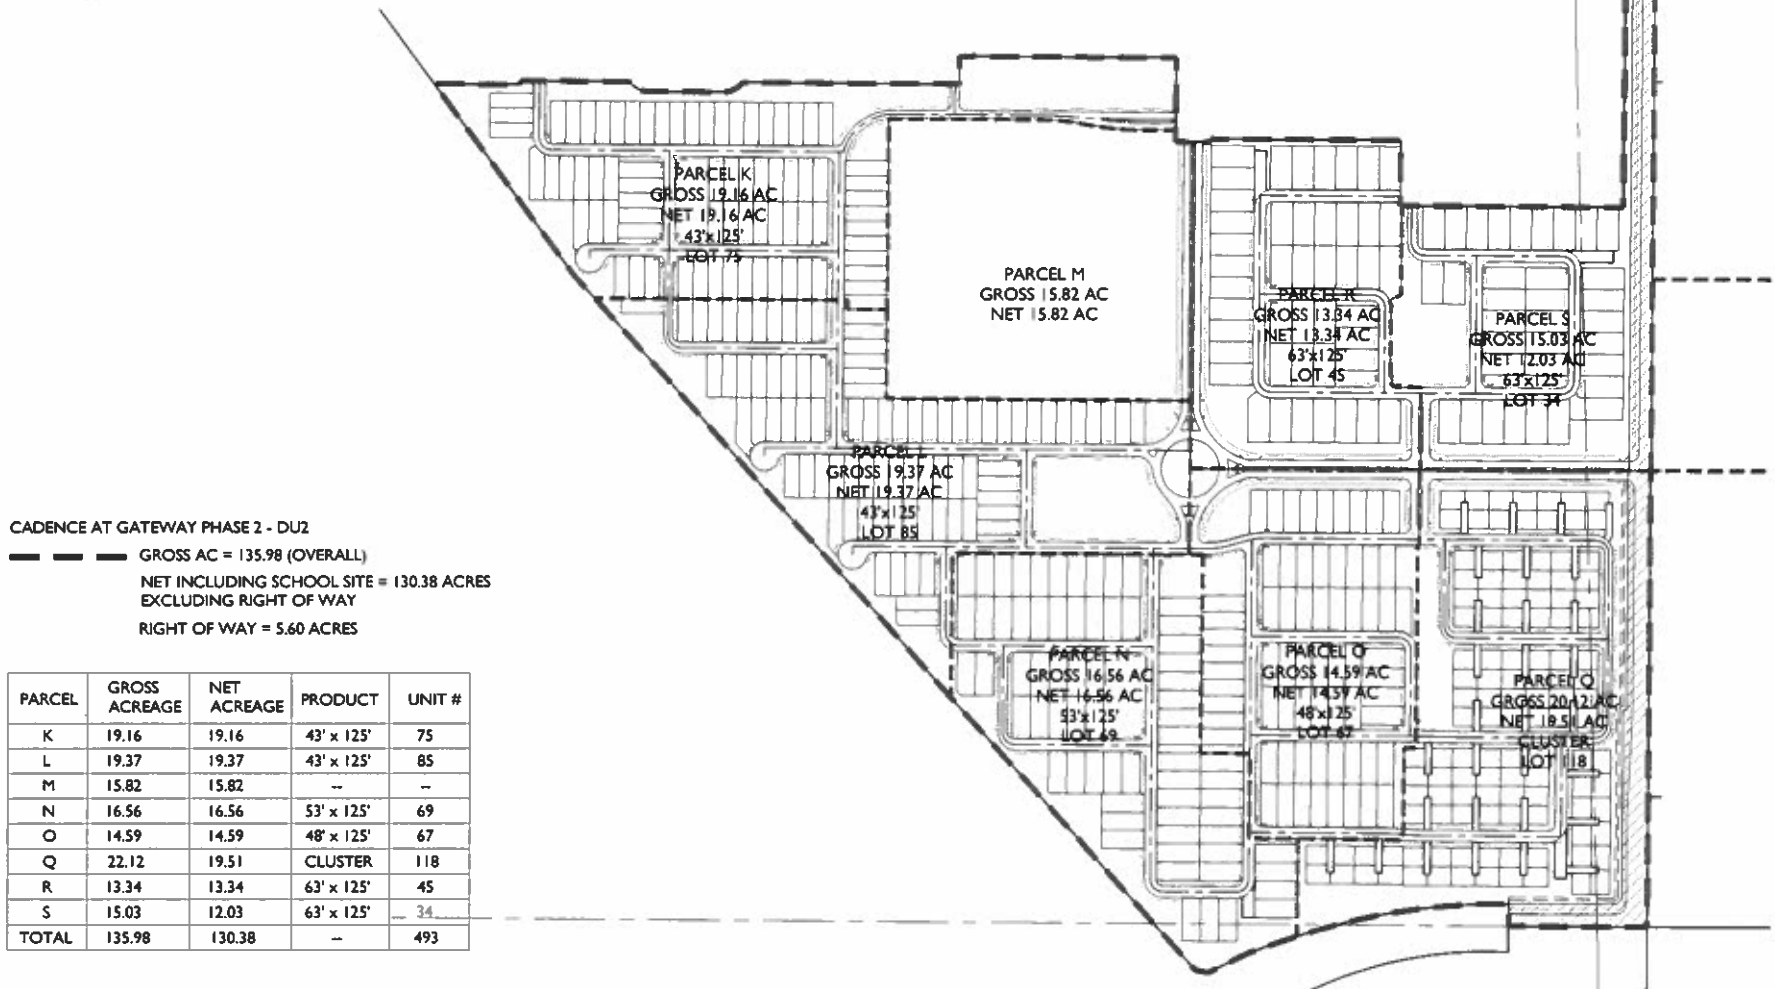 PARCEL K
GROSS 19.16 AC
NET 19.16 AC
43'x125'
LOT 75
PARCEL M
GROSS 15.82 AC
NET 15.82 AC
PARCEL R
GROSS 13.34 AC
NET 13.34 AC
63'x125'
LOT 45
PARCEL S
GROSS 15.03 AC
NET 12.03 AC
63'x125'
LOT 34
PARCEL L
GROSS 19.37 AC
NET 19.37 AC
43'x125'
LOT 85
CADENCE AT GATEWAY PHASE 2 - DU2
GROSS AC = 135.98 (OVERALL)
NET INCLUDING SCHOOL SITE = 130.38 ACRES
EXCLUDING RIGHT OF WAY
RIGHT OF WAY = 5.60 ACRES
PARCEL N
GROSS 16.56 AC
NET 16.56 AC
53'x125'
LOT 69
PARCEL O
GROSS 14.59 AC
NET 14.59 AC
48'x125'
LOT 67
PARCEL Q
GROSS 20.12 AC
NET 19.51 AC
CLUSTER
LOT 118
PARCEL GROSS ACREAGE NET ACREAGE PRODUCT UNIT #
K 19.16 19.16 43' x 125' 75
L 19.37 19.37 43' x 125' 85
M 15.82 15.82 -- --
N 16.56 16.56 53' x 125' 69
O 14.59 14.59 48' x 125' 67
Q 22.12 19.51 CLUSTER 118
R 13.34 13.34 63' x 125' 45
S 15.03 12.03 63' x 125' 34
TOTAL 135.98 130.38 -- 493